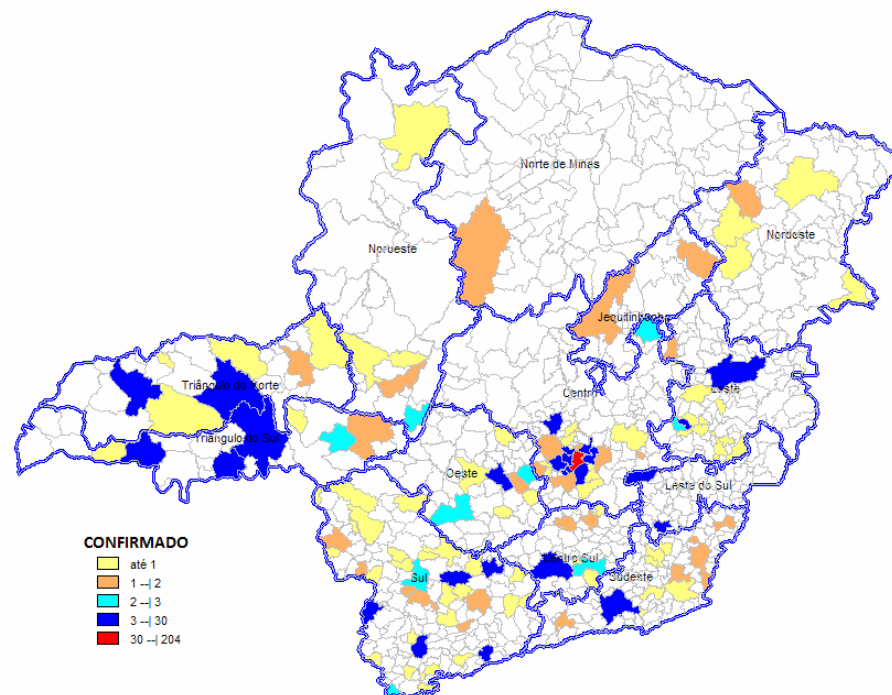 Norte de Minas
Noroeste
Nordeste
Jequitinhonha
Triângulo do Norte
Leste
Centro
Triângulo do Sul
Oeste
Leste do Sul
CONFIRMADO
até 1
1 --| 2
2 --| 3
3 --| 30
30 --| 204
Centro Sul
Sul
Sudeste